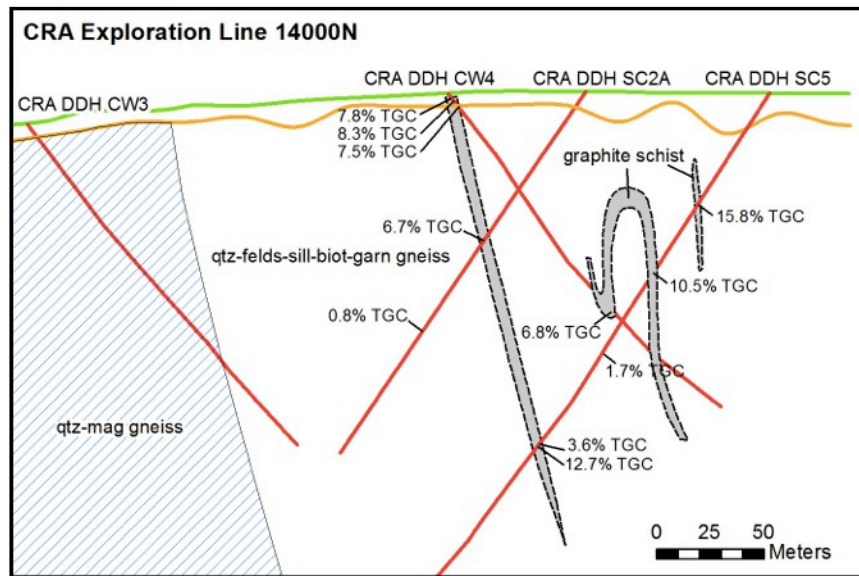 CRA Exploration Line 14000N
CRA DDH CW3
CRA DDH CW4
CRA DDH SC2A
CRA DDH SC5
7.8% TGC
8.3% TGC
7.5% TGC
graphite schist
15.8% TGC
6.7% TGC
qtz-felds-sill-biot-garn gneiss
10.5% TGC
0.8% TGC
6.8% TGC
1.7% TGC
qtz-mag gneiss
3.6% TGC
12.7% TGC
0 25 50
Meters